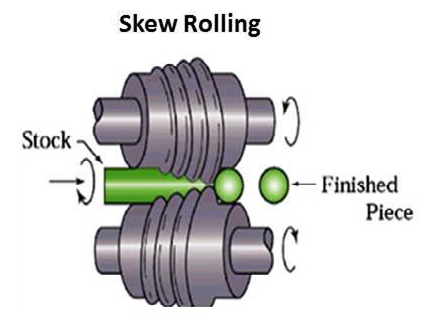 Skew Rolling
Stock
Finished
Piece